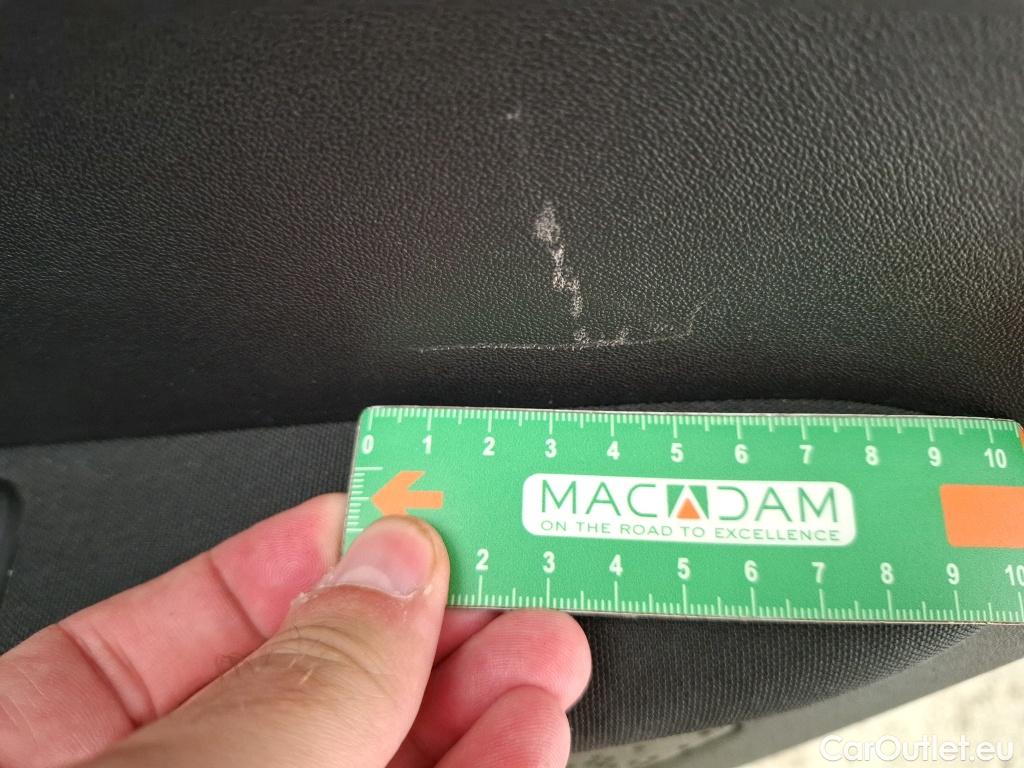 0 1 2 3 4 5 6 7 8 9 10
MACADAM
ON THE ROAD TO EXCELLENCE
2 3 4 5 6 7 8 9 10
CarOutlet.eu